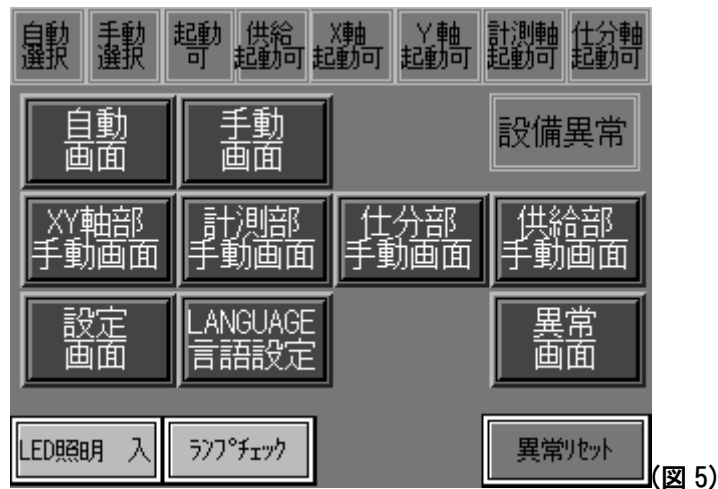 自動
選択
手動
選択
起動
可
供給
起動可
X軸
起動可
Y軸
起動可
計測軸
起動可
仕分軸
起動可
自動
画面
手動
画面
設備異常
XY軸部
手動画面
計測部
手動画面
仕分部
手動画面
供給部
手動画面
設定
画面
LANGUAGE
言語設定
異常
画面
LED照明 入
ﾗﾝﾌﾟﾁｪｯｸ
異常ﾘｾｯﾄ
(図 5)